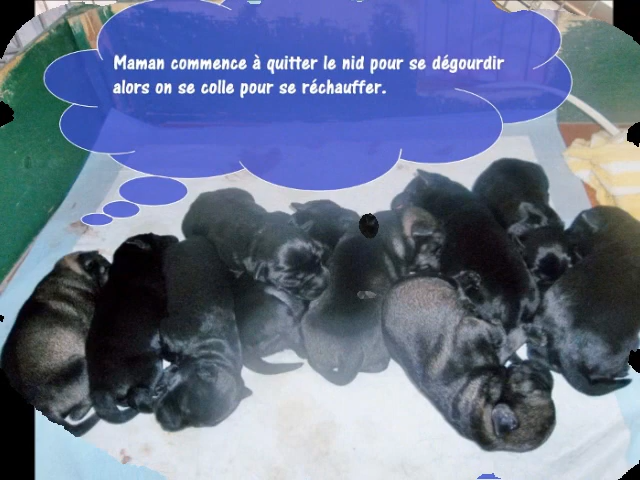 Maman commence à quitter le nid pour se dégourdir
alors on se colle pour se réchauffer.